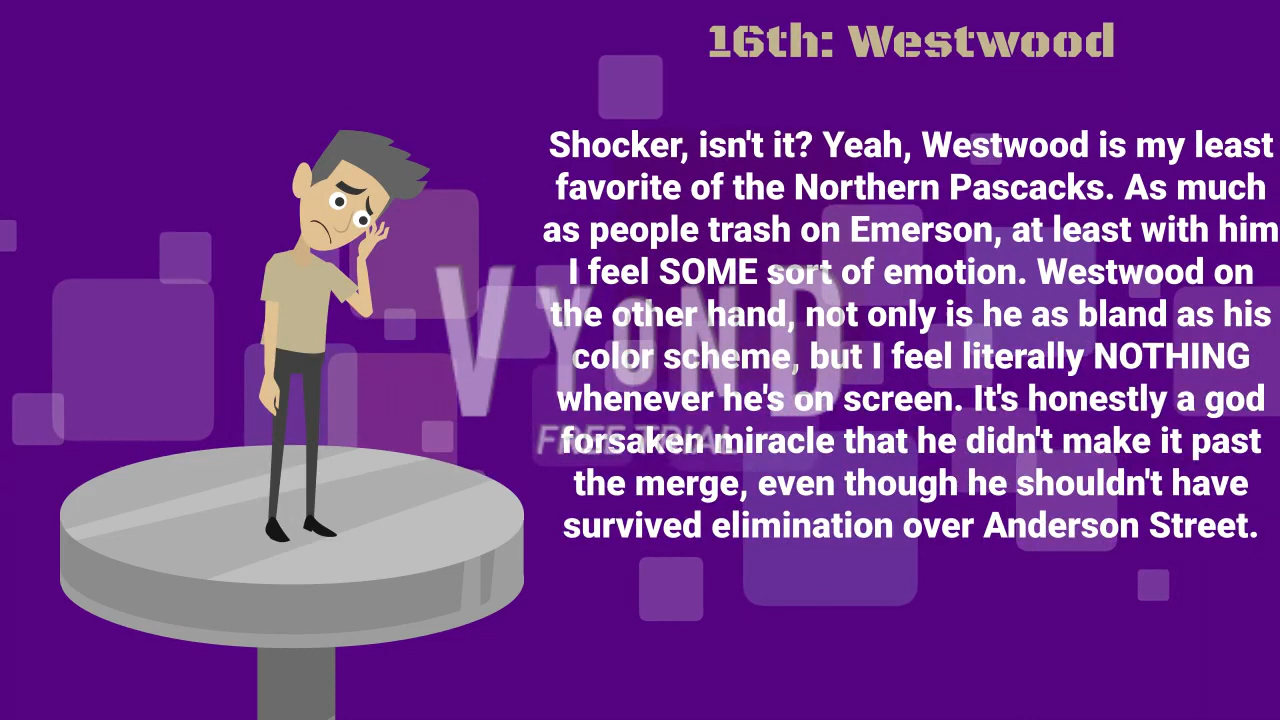 16th: Westwood
Shocker, isn't it? Yeah, Westwood is my least
favorite of the Northern Pascacks. As much
as people trash on Emerson, at least with him
I feel SOME sort of emotion. Westwood on
the other hand, not only is he as bland as his
color scheme, but I feel literally NOTHING
whenever he's on screen. It's honestly a god
forsaken miracle that he didn't make it past
the merge, even though he shouldn't have
survived elimination over Anderson Street.
VYOND
FREE TRIAL